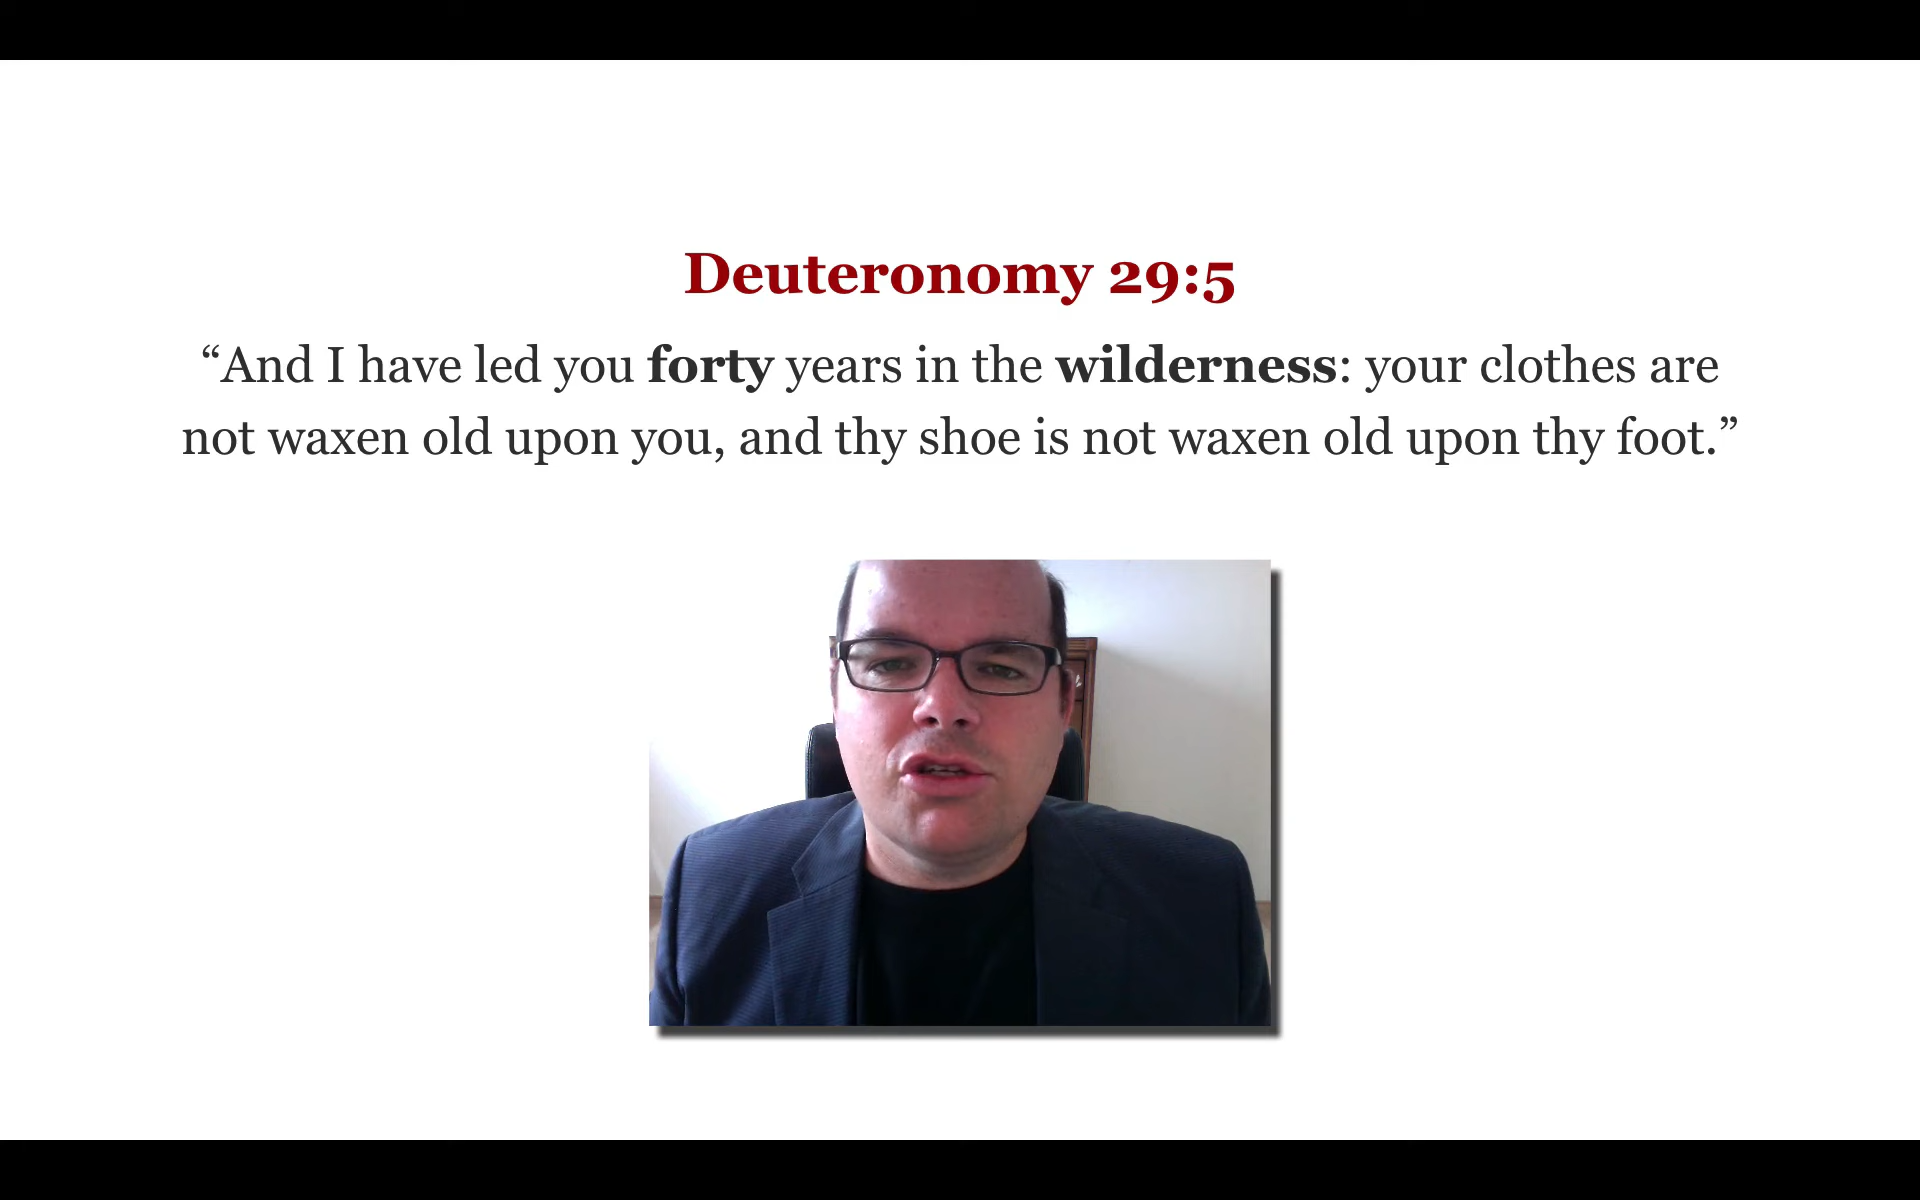 Deuteronomy 29:5
“And I have led you forty years in the wilderness: your clothes are
not waxen old upon you, and thy shoe is not waxen old upon thy foot.”